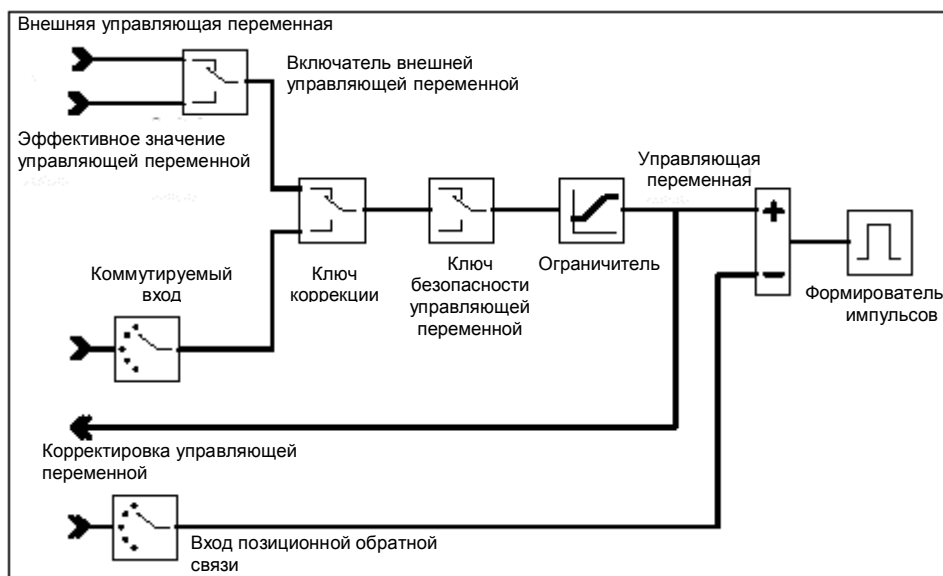 Внешняя управляющая переменная
Включатель внешней
управляющей переменной
Эффективное значение
управляющей переменной
Управляющая
переменная
Коммутируемый
вход
Ключ
коррекции
Ключ
безопасности
управляющей
переменной
Ограничитель
Формирователь
импульсов
Корректировка управляющей
переменной
Вход позиционной обратной
связи